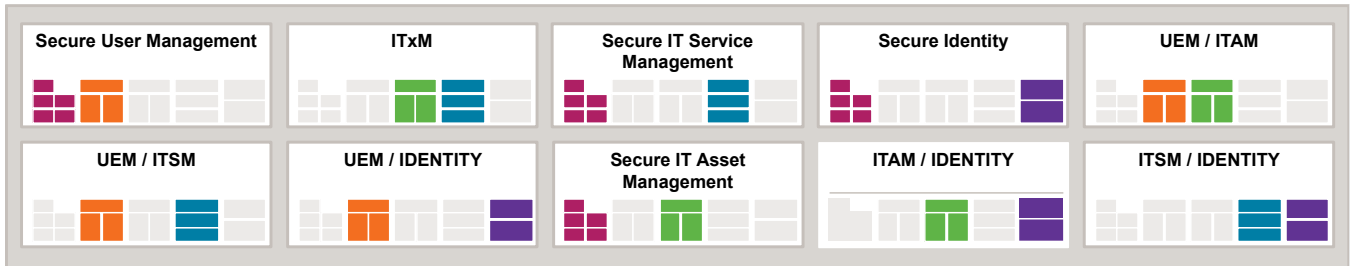 Secure User Management
ITxM
Secure IT Service
Management
Secure Identity
UEM / ITAM
UEM / ITSM
UEM / IDENTITY
Secure IT Asset
Management
ITAM / IDENTITY
ITSM / IDENTITY